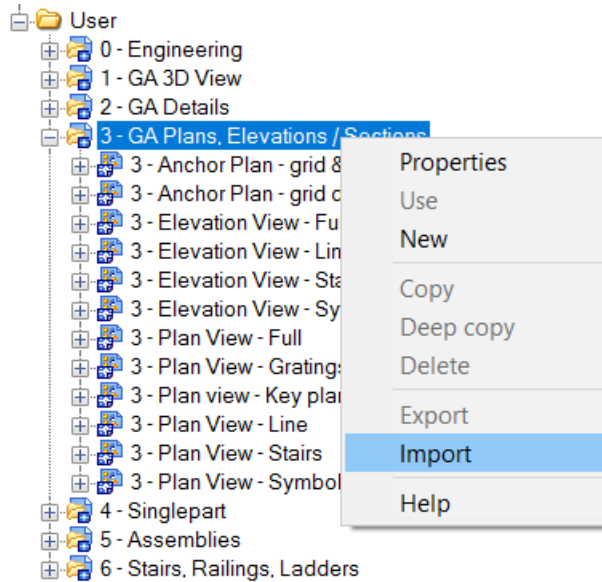 User
0 - Engineering
1 - GA 3D View
2 - GA Details
3 - GA Plans, Elevations / Sections
3 - Anchor Plan - grid &
3 - Anchor Plan - grid
3 - Elevation View - Fu
3 - Elevation View - Lin
3 - Elevation View - Sta
3 - Elevation View - Sy
3 - Plan View - Full
3 - Plan View - Grating
3 - Plan view - Key plan
3 - Plan View - Line
3 - Plan View - Stairs
3 - Plan View - Symbol
4 - Singlepart
5 - Assemblies
6 - Stairs, Railings, Ladders
Properties
Use
New
Copy
Deep copy
Delete
Export
Import
Help